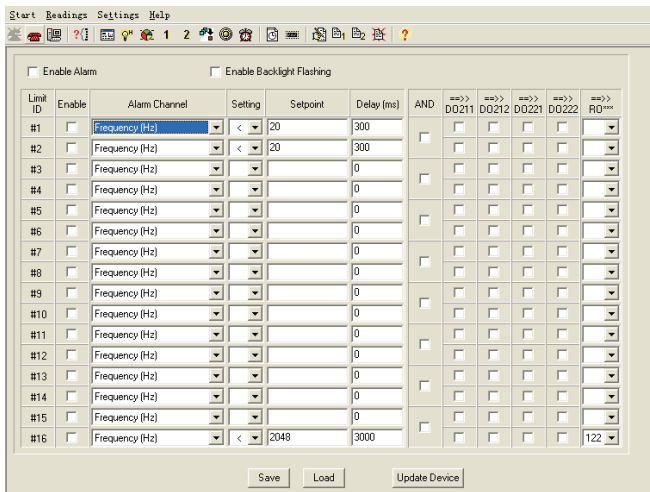 Start Readings Settings Help
?{} 1 2 ?
Enable Alarm Enable Backlight Flashing
Limit ID Enable Alarm Channel Setting Setpoint Delay (ms) AND ==>> DO211 ==>> DO212 ==>> DO221 ==>> DO222 ==>> RO***
#1 Frequency (Hz) < 20 300
#2 Frequency (Hz) < 20 300
#3 Frequency (Hz) 0
#4 Frequency (Hz) 0
#5 Frequency (Hz) 0
#6 Frequency (Hz) 0
#7 Frequency (Hz) 0
#8 Frequency (Hz) 0
#9 Frequency (Hz) 0
#10 Frequency (Hz) 0
#11 Frequency (Hz) 0
#12 Frequency (Hz) 0
#13 Frequency (Hz) 0
#14 Frequency (Hz) 0
#15 Frequency (Hz) 0
#16 Frequency (Hz) < 2048 3000 122
Save Load Update Device